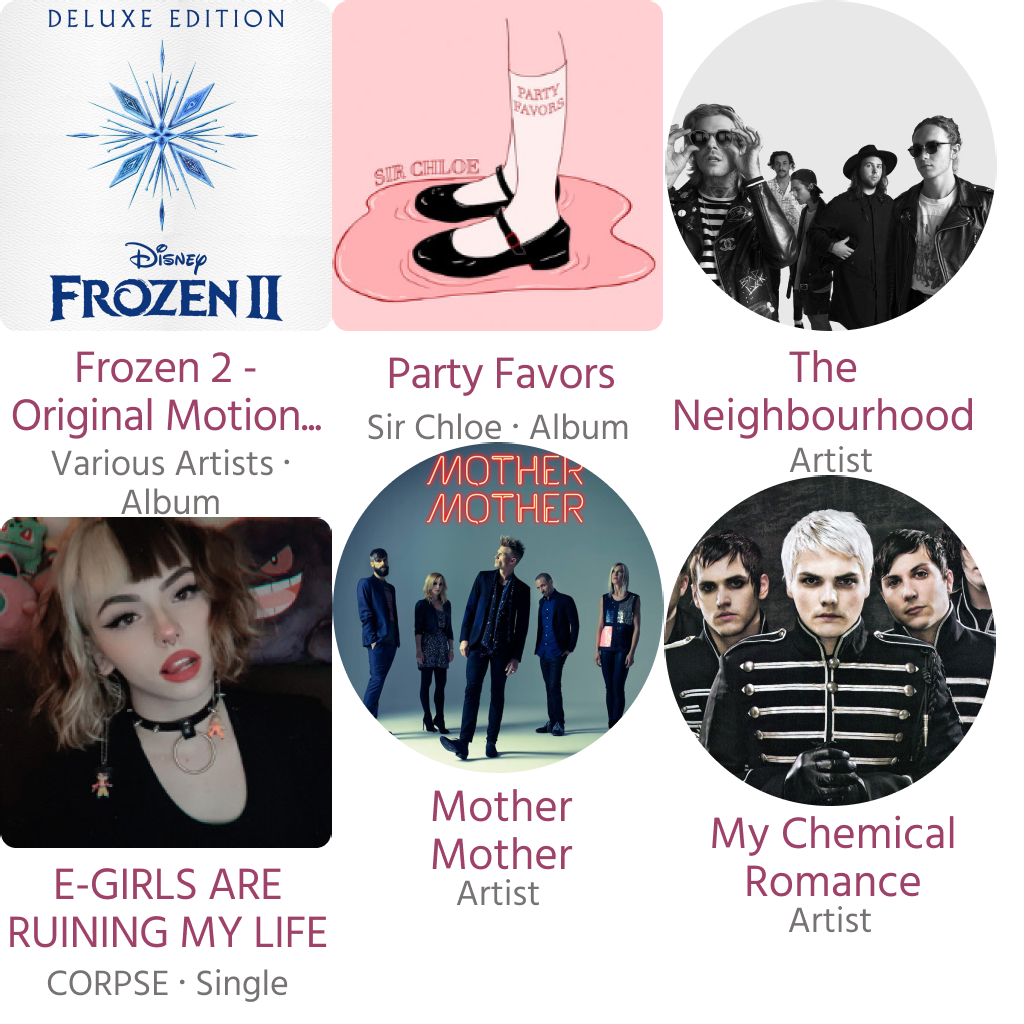 DELUXE EDITION
DISNEY
FROZEN II
Frozen 2 -
Original Motion...
Various Artists ·
Album
PARTY
FAVORS
SIR CHLOE
Party Favors
Sir Chloe · Album
The
Neighbourhood
Artist
E-GIRLS ARE
RUINING MY LIFE
CORPSE · Single
MOTHER
MOTHER
Mother
Mother
Artist
My Chemical
Romance
Artist